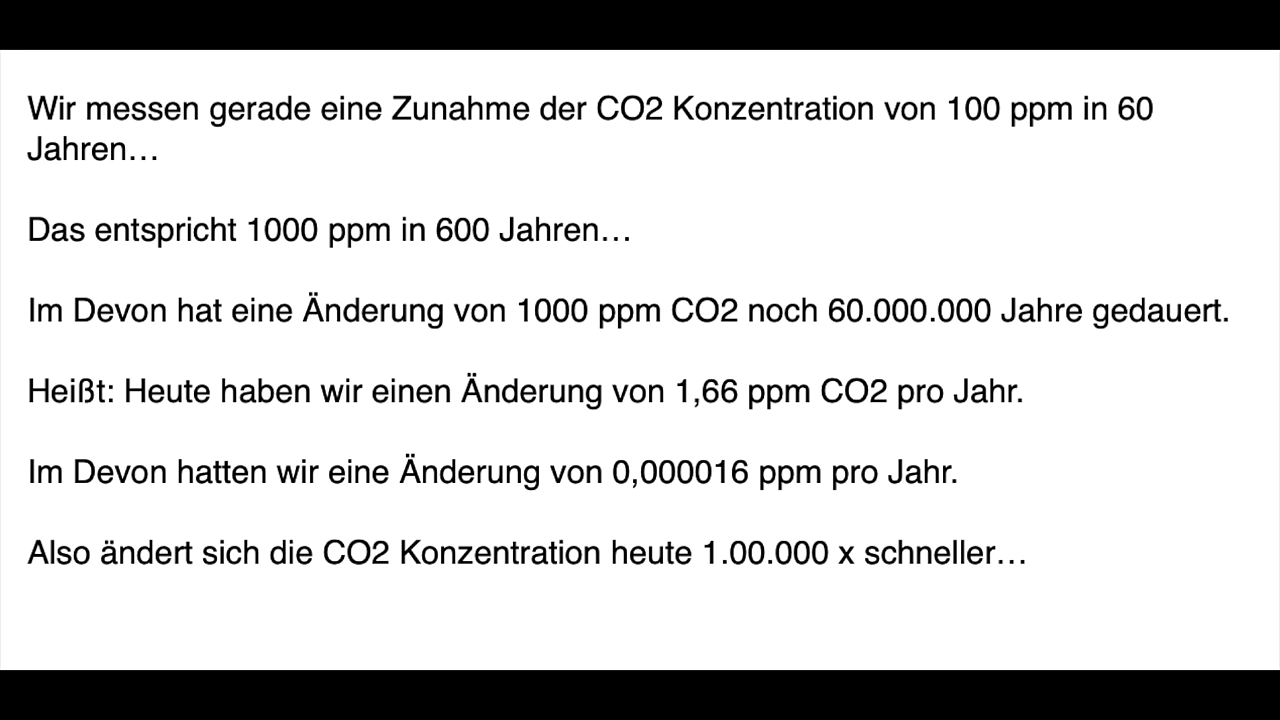 Wir messen gerade eine Zunahme der CO2 Konzentration von 100 ppm in 60
Jahren…
Das entspricht 1000 ppm in 600 Jahren…
Im Devon hat eine Änderung von 1000 ppm CO2 noch 60.000.000 Jahre gedauert.
Heißt: Heute haben wir einen Änderung von 1,66 ppm CO2 pro Jahr.
Im Devon hatten wir eine Änderung von 0,000016 ppm pro Jahr.
Also ändert sich die CO2 Konzentration heute 1.00.000 x schneller…